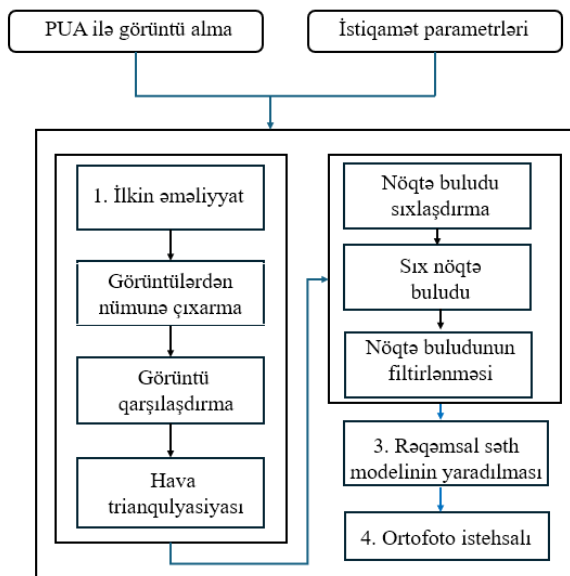 PUA ilə görüntü alma
İstiqamət parametrləri
1. İlkin əməliyyat
Görüntülərdən
nümunə çıxarma
Görüntü
qarşılaşdırma
Hava
trianqulyasiyası
Nöqtə buludu
sıxlaşdırma
Sıx nöqtə
buludu
Nöqtə buludunun
filtirlənməsi
3. Rəqəmsal səth
modelinin yaradılması
4. Ortofoto istehsalı